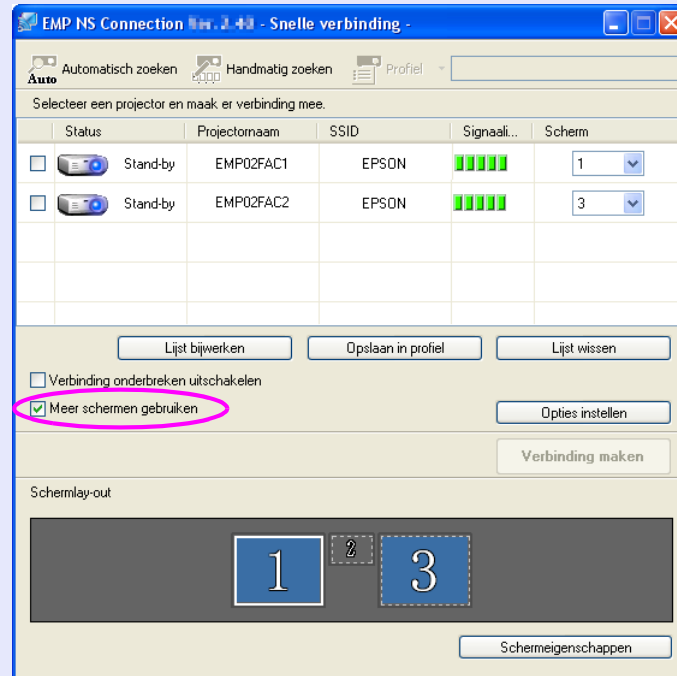 EMP NS Connection - Snelle verbinding -
Auto Automatisch zoeken Handmatig zoeken Profiel
Selecteer een projector en maak er verbinding mee.
Status Projectornaam SSID Signaali... Scherm
Stand-by EMP02FAC1 EPSON 1
Stand-by EMP02FAC2 EPSON 3
Lijst bijwerken Opslaan in profiel Lijst wissen
Verbinding onderbreken uitschakelen
Meer schermen gebruiken
Opties instellen
Verbinding maken
Schermlay-out
1 2 3
Schermeigenschappen